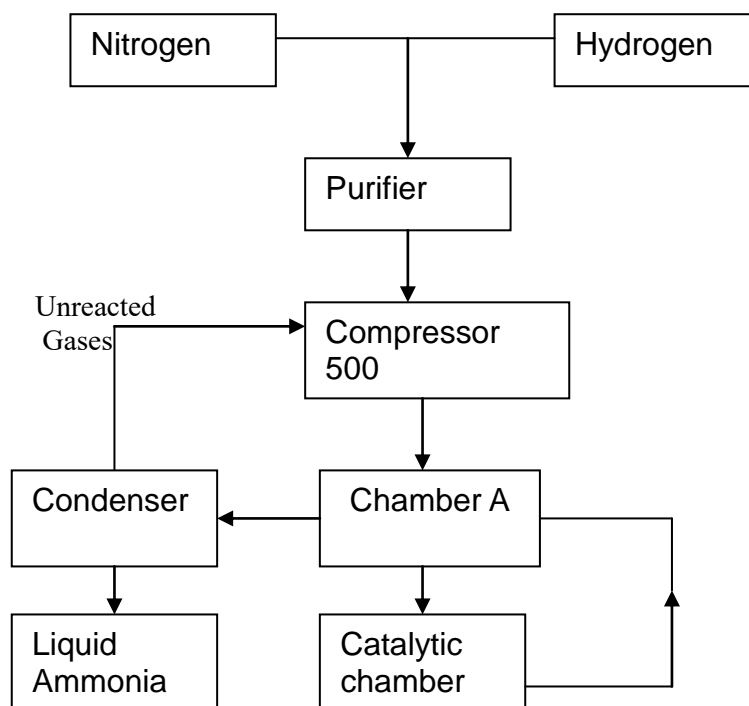 Nitrogen
Hydrogen
Purifier
Unreacted
Gases
Compressor
500
Condenser
Chamber A
Liquid
Ammonia
Catalytic
chamber